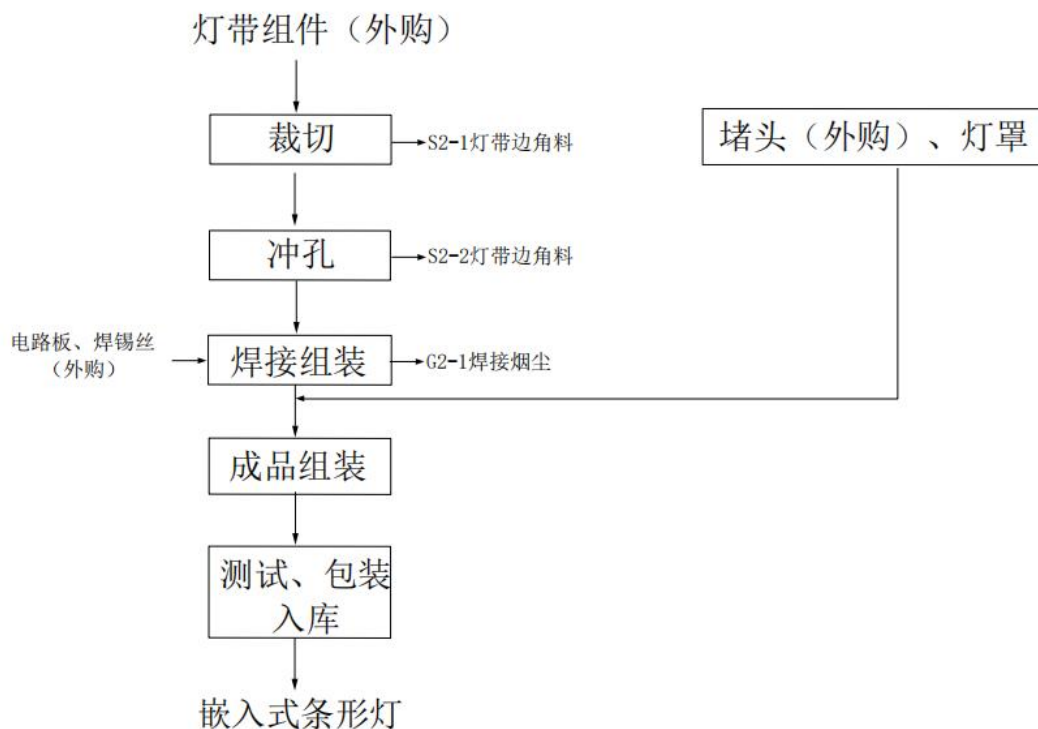 灯带组件（外购）
裁切
S2-1灯带边角料
堵头（外购）、灯罩
冲孔
S2-2灯带边角料
电路板、焊锡丝
（外购）
焊接组装
G2-1焊接烟尘
成品组装
测试、包装
入库
嵌入式条形灯